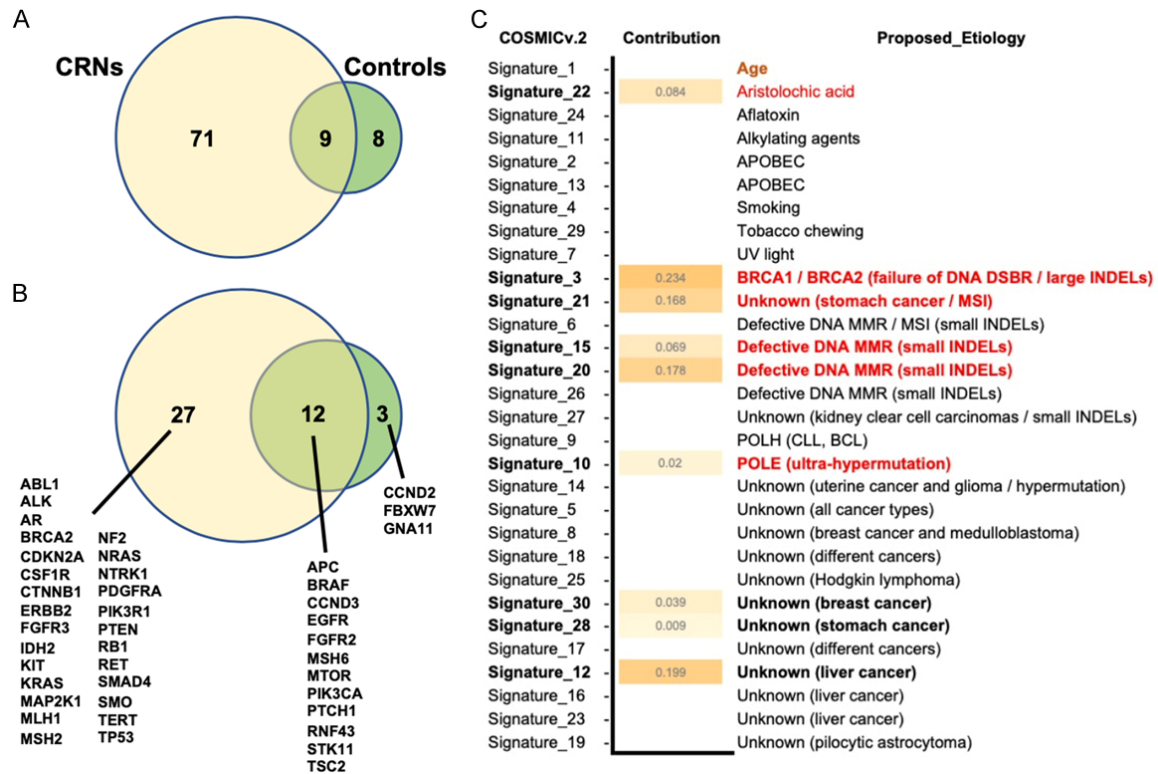 A
CRNs
Controls
71
9
8
B
27
12
3
ABL1
ALK
AR
BRCA2
CDKN2A
CSF1R
CTNNB1
ERBB2
FGFR3
IDH2
KIT
KRAS
MAP2K1
MLH1
MSH2
NF2
NRAS
NTRK1
PDGFRA
PIK3R1
PTEN
RB1
RET
SMAD4
SMO
TERT
TP53
APC
BRAF
CCND3
EGFR
FGFR2
MSH6
MTOR
PIK3CA
PTCH1
RNF43
STK11
TSC2
CCND2
FBXW7
GNA11
C
COSMICv.2 Contribution Proposed_Etiology
Signature_1 - Age
Signature_22 - 0.084 Aristolochic acid
Signature_24 - Aflatoxin
Signature_11 - Alkylating agents
Signature_2 - APOBEC
Signature_13 - APOBEC
Signature_4 - Smoking
Signature_29 - Tobacco chewing
Signature_7 - UV light
Signature_3 - 0.234 BRCA1 / BRCA2 (failure of DNA DSBR / large INDELs)
Signature_21 - 0.168 Unknown (stomach cancer / MSI)
Signature_6 - Defective DNA MMR / MSI (small INDELs)
Signature_15 - 0.069 Defective DNA MMR (small INDELs)
Signature_20 - 0.178 Defective DNA MMR (small INDELs)
Signature_26 - Defective DNA MMR (small INDELs)
Signature_27 - Unknown (kidney clear cell carcinomas / small INDELs)
Signature_9 - POLH (CLL, BCL)
Signature_10 - 0.02 POLE (ultra-hypermutation)
Signature_14 - Unknown (uterine cancer and glioma / hypermutation)
Signature_5 - Unknown (all cancer types)
Signature_8 - Unknown (breast cancer and medulloblastoma)
Signature_18 - Unknown (different cancers)
Signature_25 - Unknown (Hodgkin lymphoma)
Signature_30 - 0.039 Unknown (breast cancer)
Signature_28 - 0.009 Unknown (stomach cancer)
Signature_17 - Unknown (different cancers)
Signature_12 - 0.199 Unknown (liver cancer)
Signature_16 - Unknown (liver cancer)
Signature_23 - Unknown (liver cancer)
Signature_19 - Unknown (pilocytic astrocytoma)